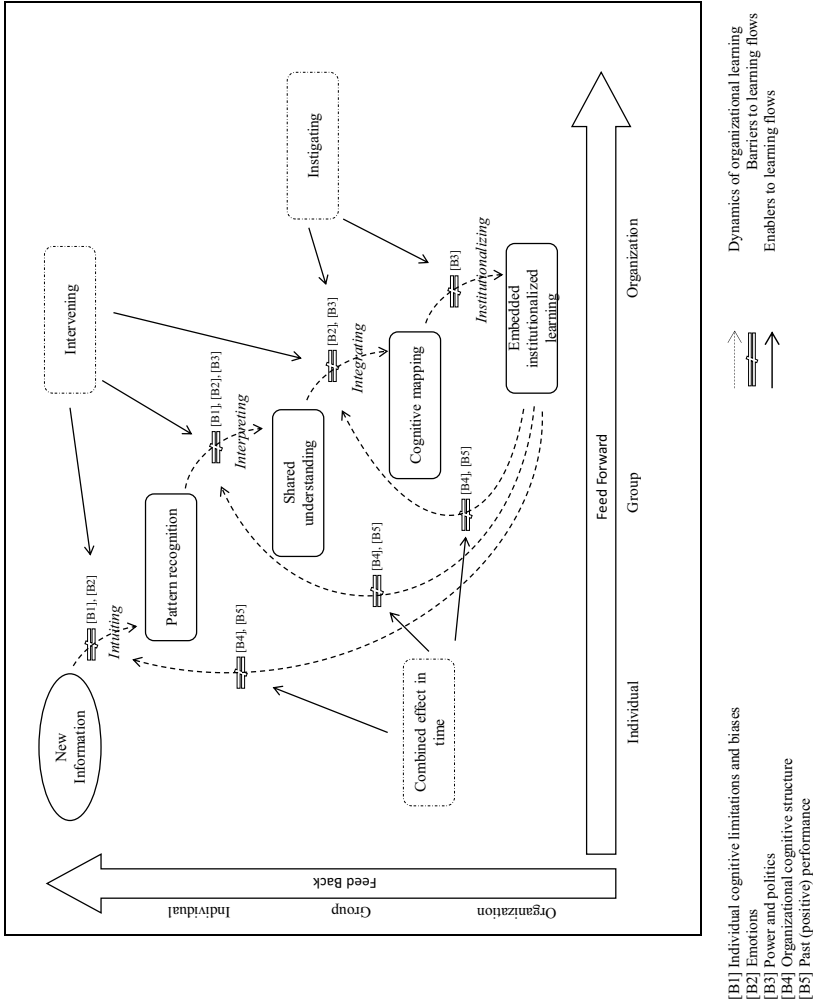 Intervening
Instigating
New
Information
[B1], [B2]
Intuiting
Pattern recognition
[B1], [B2], [B3]
Interpreting
Shared
understanding
[B2], [B3]
Integrating
Cognitive mapping
[B3]
Institutionalizing
Embedded
institutionalized
learning
[B4], [B5]
[B4], [B5]
[B4], [B5]
Combined effect in
time
Feed Back
Individual
Group
Organization
Feed Forward
Individual
Group
Organization
[B1] Individual cognitive limitations and biases
[B2] Emotions
[B3] Power and politics
[B4] Organizational cognitive structure
[B5] Past (positive) performance
Dynamics of organizational learning
Barriers to learning flows
Enablers to learning flows